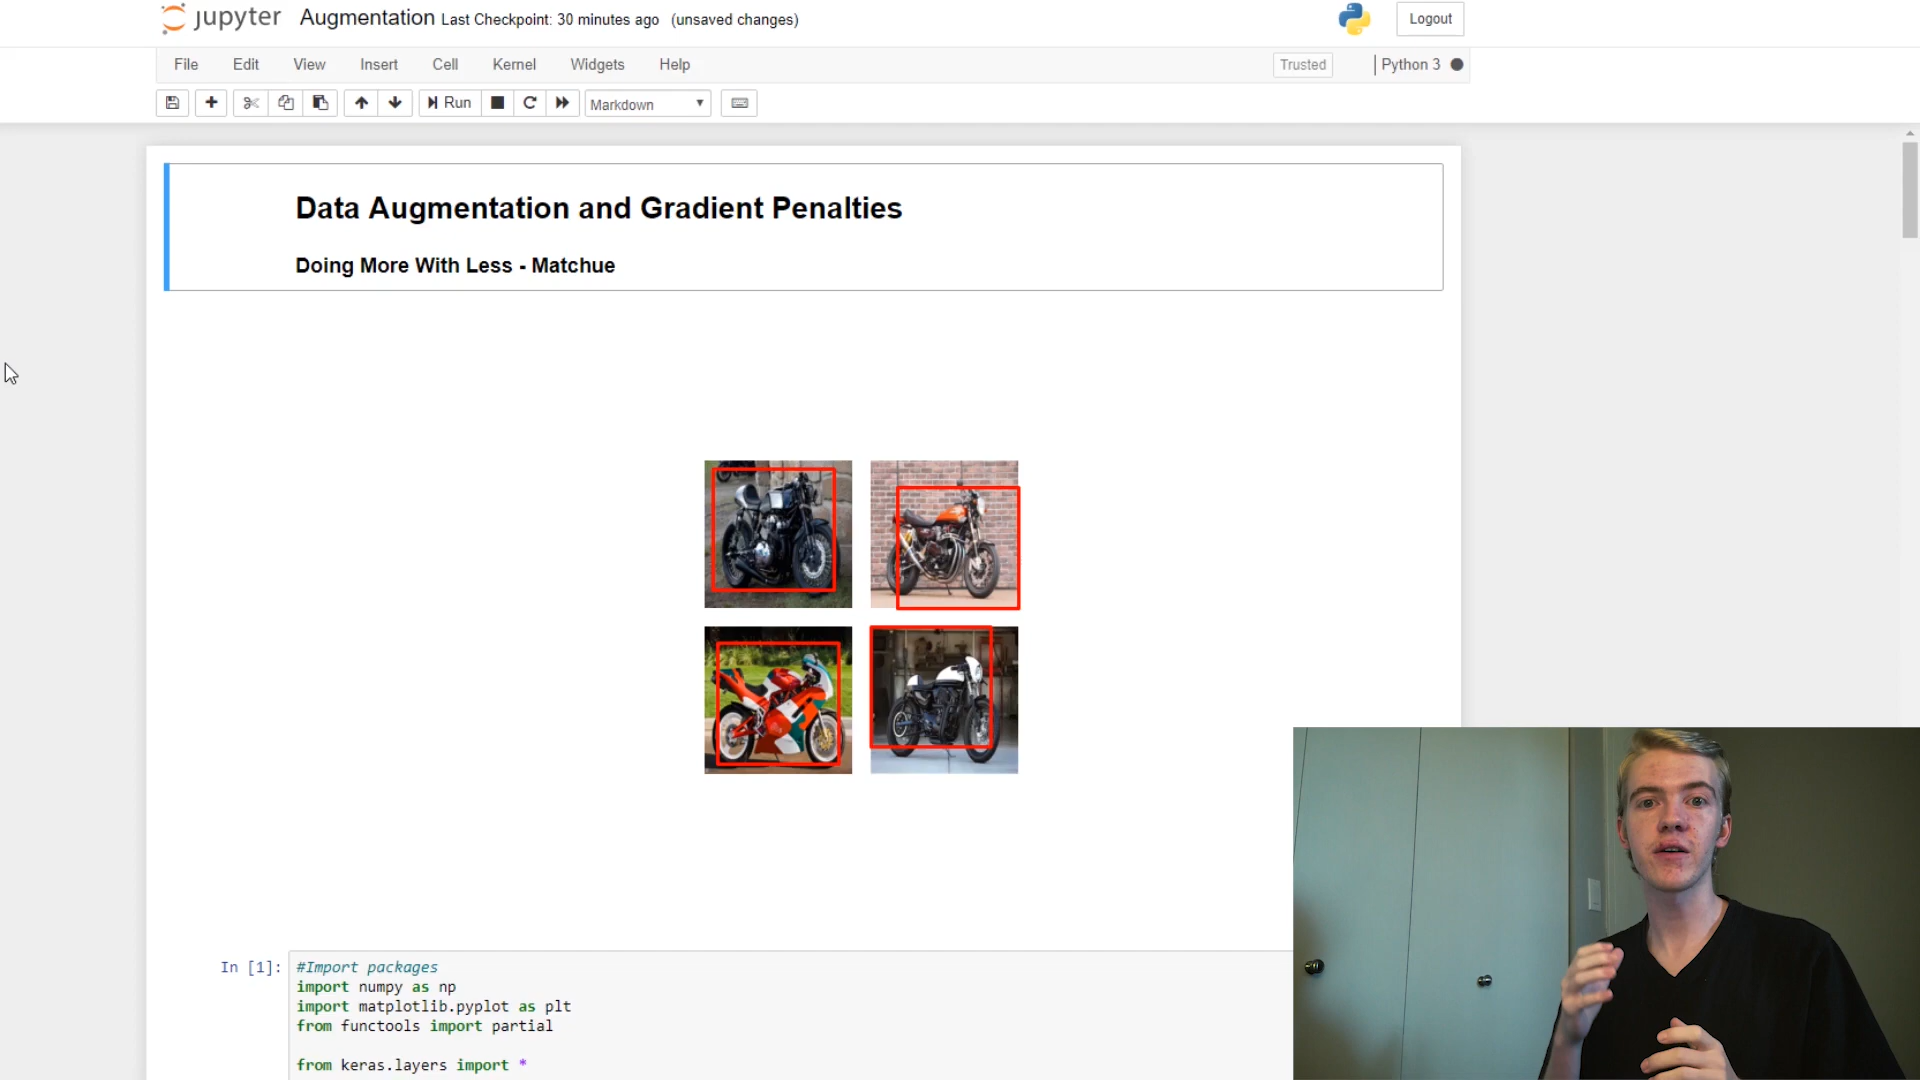 jupyter Augmentation Last Checkpoint: 30 minutes ago (unsaved changes)
Logout
File Edit View Insert Cell Kernel Widgets Help
Trusted
Python 3
Run
Markdown
Data Augmentation and Gradient Penalties
Doing More With Less - Matchue
In [1]:
#Import packages
import numpy as np
import matplotlib.pyplot as plt
from functools import partial
from keras.layers import *